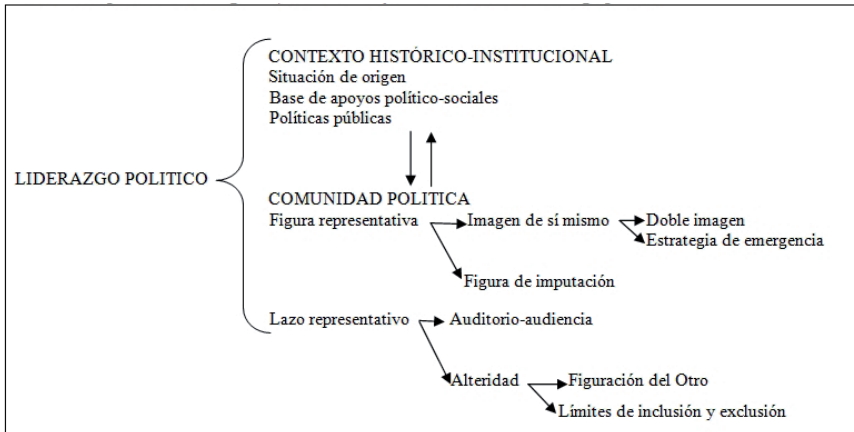 CONTEXTO HISTÓRICO-INSTITUCIONAL
Situación de origen
Base de apoyos político-sociales
Políticas públicas
LIDERAZGO POLITICO
COMUNIDAD POLITICA
Figura representativa Imagen de sí mismo Doble imagen
Estrategia de emergencia
Figura de imputación
Lazo representativo Auditorio-audiencia
Alteridad Figuración del Otro
Límites de inclusión y exclusión